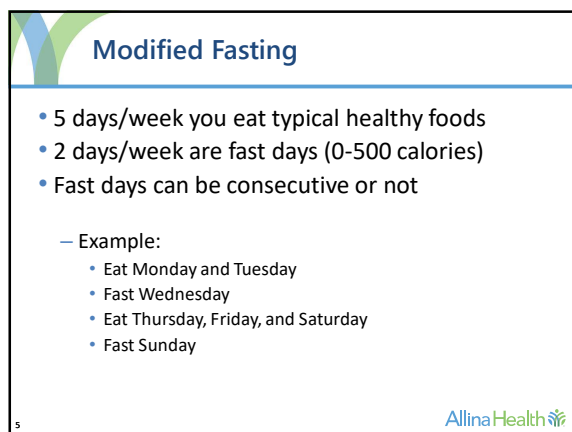 Modified Fasting
• 5 days/week you eat typical healthy foods
• 2 days/week are fast days (0-500 calories)
• Fast days can be consecutive or not
– Example:
• Eat Monday and Tuesday
• Fast Wednesday
• Eat Thursday, Friday, and Saturday
• Fast Sunday
5
Allina Health